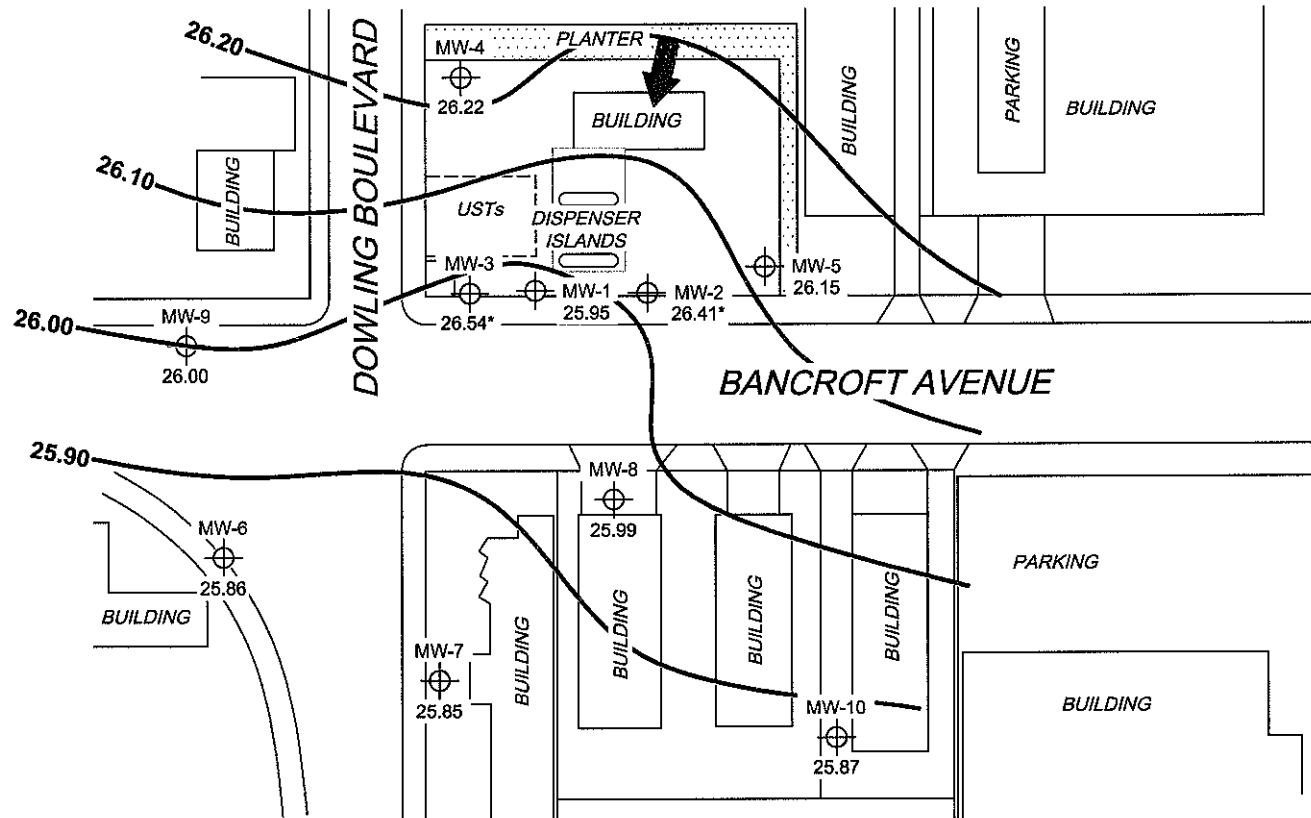 26.20
DOWLING BOULEVARD
PLANTER
MW-4
26.22
BUILDING
BUILDING
PARKING
BUILDING
26.10
BUILDING
USTs
DISPENSER
ISLANDS
MW-3
26.54*
MW-1
25.95
MW-2
26.41*
MW-5
26.15
26.00
MW-9
26.00
BANCROFT AVENUE
25.90
MW-8
25.99
MW-6
25.86
BUILDING
MW-7
25.85
BUILDING
BUILDING
BUILDING
BUILDING
MW-10
25.87
PARKING
BUILDING